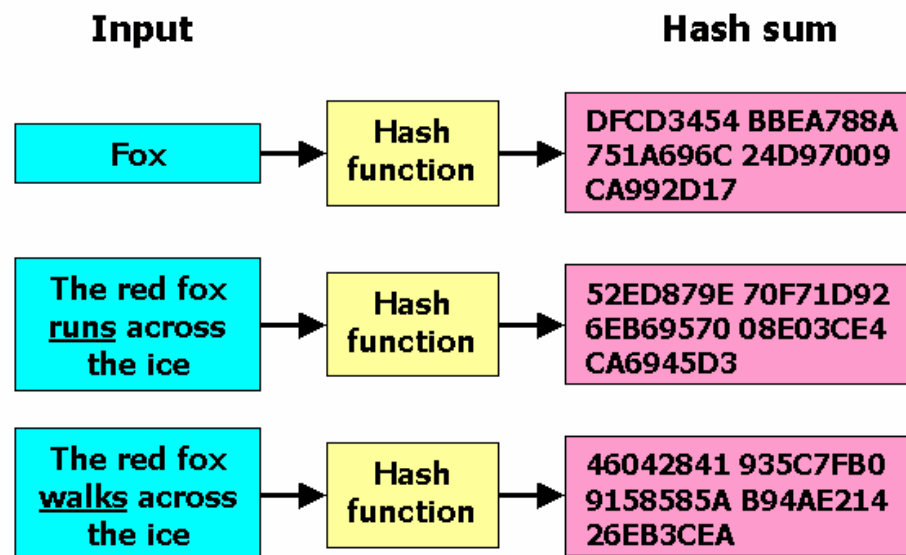 Input Hash sum
Fox
Hash
function
DFCD3454 BBEA788A
751A696C 24D97009
CA992D17
The red fox
runs across
the ice
Hash
function
52ED879E 70F71D92
6EB69570 08E03CE4
CA6945D3
The red fox
walks across
the ice
Hash
function
46042841 935C7FB0
9158585A B94AE214
26EB3CEA